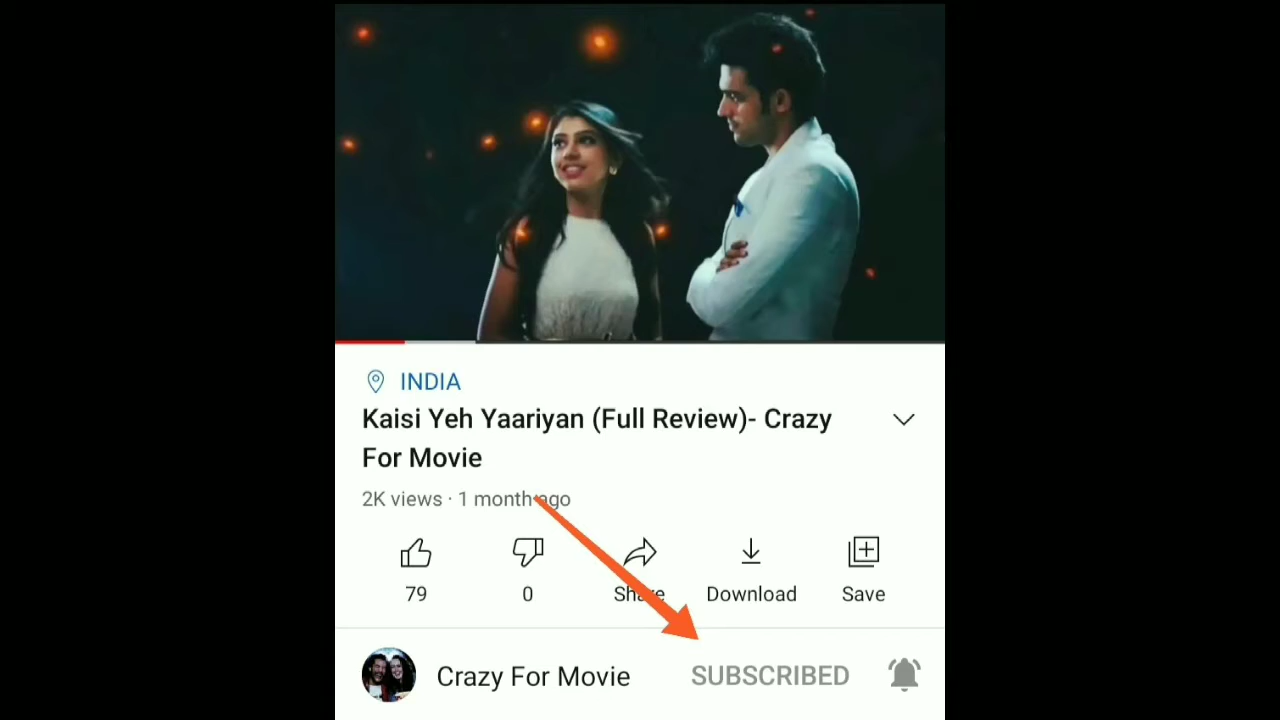 INDIA
Kaisi Yeh Yaariyan (Full Review)- Crazy
For Movie
2K views · 1 month ago
79
0
Share
Download
Save
Crazy For Movie
SUBSCRIBED